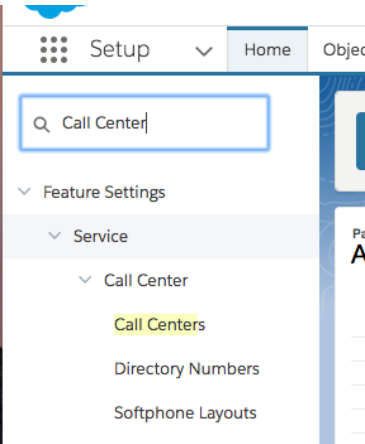 Setup
Home
Call Center
Feature Settings
Service
Call Center
Call Centers
Directory Numbers
Softphone Layouts